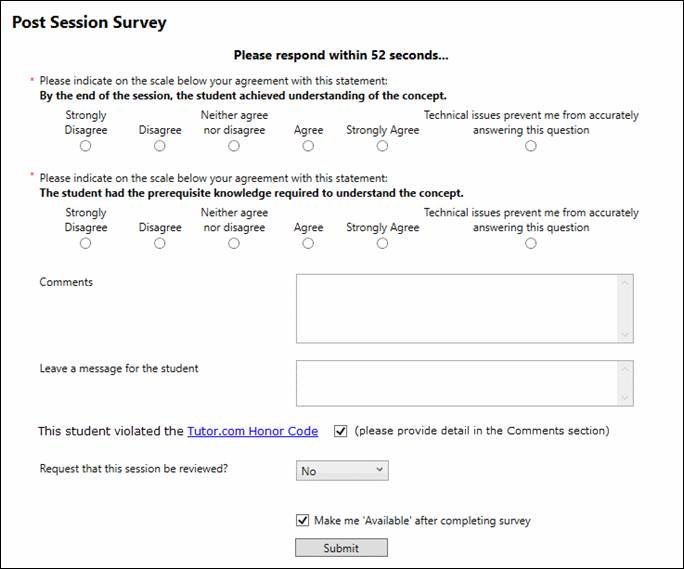 Post Session Survey
Please respond within 52 seconds...
* Please indicate on the scale below your agreement with this statement:
By the end of the session, the student achieved understanding of the concept.
Strongly Disagree Disagree Neither agree nor disagree Agree Strongly Agree Technical issues prevent me from accurately answering this question
* Please indicate on the scale below your agreement with this statement:
The student had the prerequisite knowledge required to understand the concept.
Strongly Disagree Disagree Neither agree nor disagree Agree Strongly Agree Technical issues prevent me from accurately answering this question
Comments
Leave a message for the student
This student violated the Tutor.com Honor Code (please provide detail in the Comments section)
Request that this session be reviewed? No
Make me 'Available' after completing survey
Submit